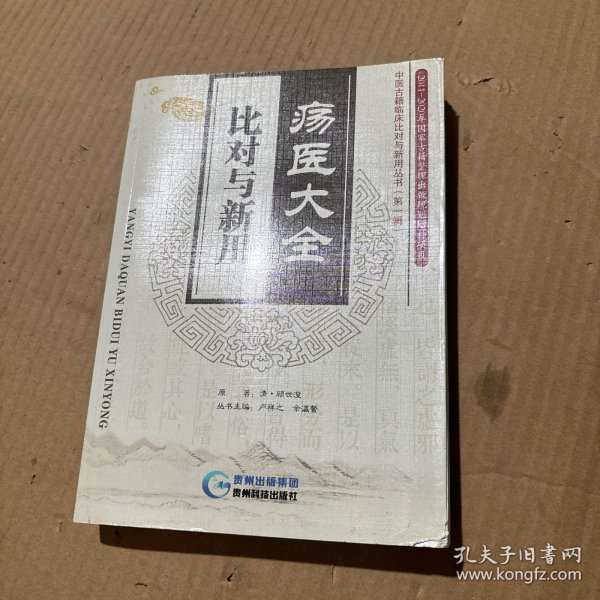 2011-2020年国家古籍整理出版规划
中医古籍临床比对与新用丛书（第一辑）
疡医大全
比对与新用
YANGYI DAQUAN BIDUI YU XINYONG
原 著：清·顾世澄
丛书主编：卢祥之 余瀛鳌
贵州出版集团
贵州科技出版社
孔夫子旧书网
www.kongfz.com